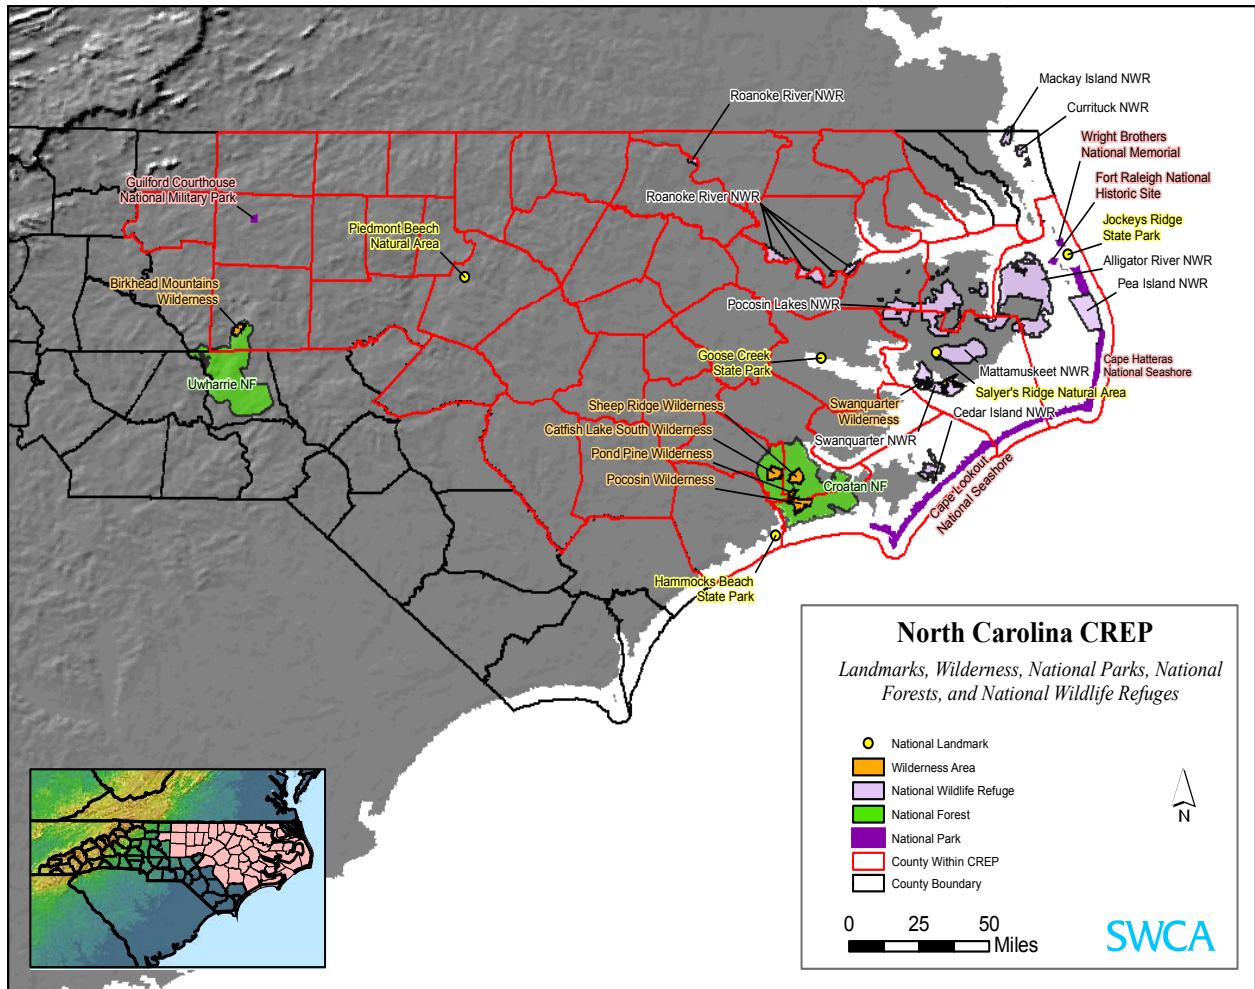 Mackay Island NWR
Roanoke River NWR
Currituck NWR
Wright Brothers
National Memorial
Fort Raleigh National
Historic Site
Guilford Courthouse
National Military Park
Roanoke River NWR
Jockeys Ridge
State Park
Piedmont Beech
Natural Area
Alligator River NWR
Pea Island NWR
Birkhead Mountains
Wilderness
Pocosin Lakes NWR
Goose Creek
State Park
Cape Hatteras
National Seashore
Mattamuskeet NWR
Uwharrie NF
Salyer's Ridge Natural Area
Swanquarter
Wilderness
Sheep Ridge Wilderness
Cedar Island NWR
Catfish Lake South Wilderness
Swanquarter NWR
Pond Pine Wilderness
Pocosin Wilderness
Croatan NF
Cape Lookout
National Seashore
Hammocks Beach
State Park
North Carolina CREP
Landmarks, Wilderness, National Parks, National
Forests, and National Wildlife Refuges
National Landmark
Wilderness Area
National Wildlife Refuge
National Forest
National Park
County Within CREP
County Boundary
N
0 25 50
Miles
SWCA